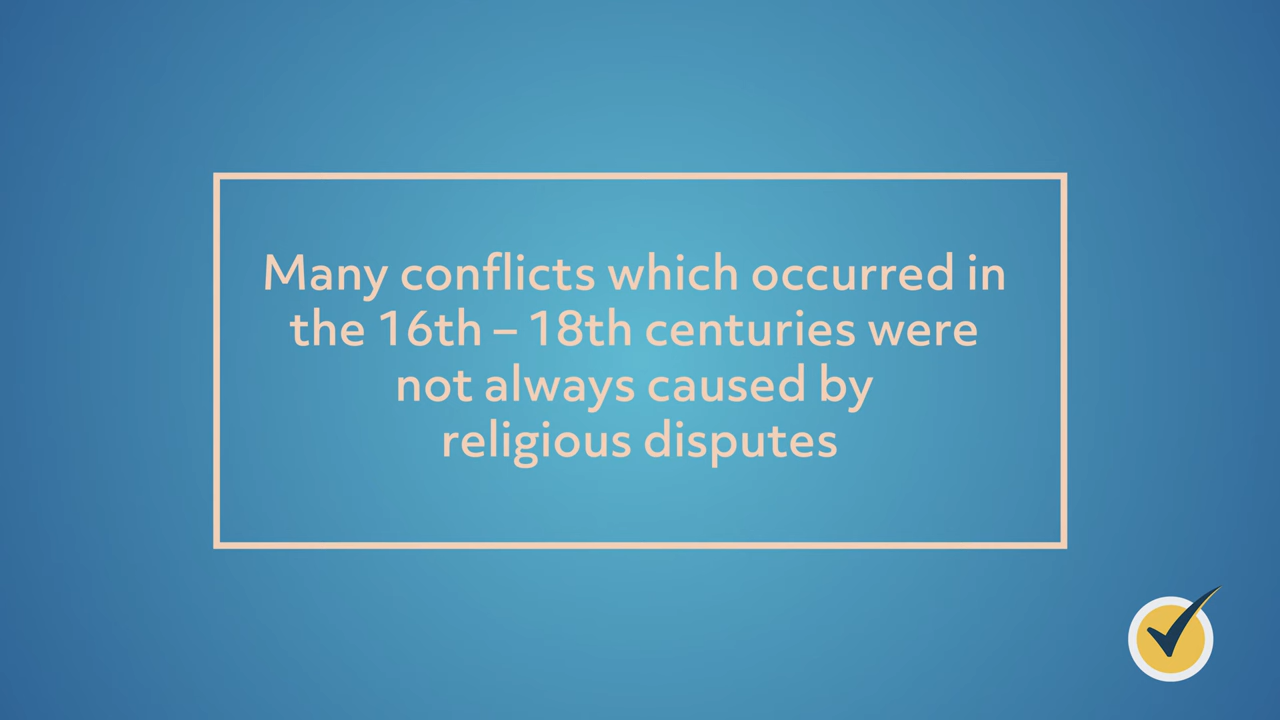 Many conflicts which occurred in
the 16th – 18th centuries were
not always caused by
religious disputes